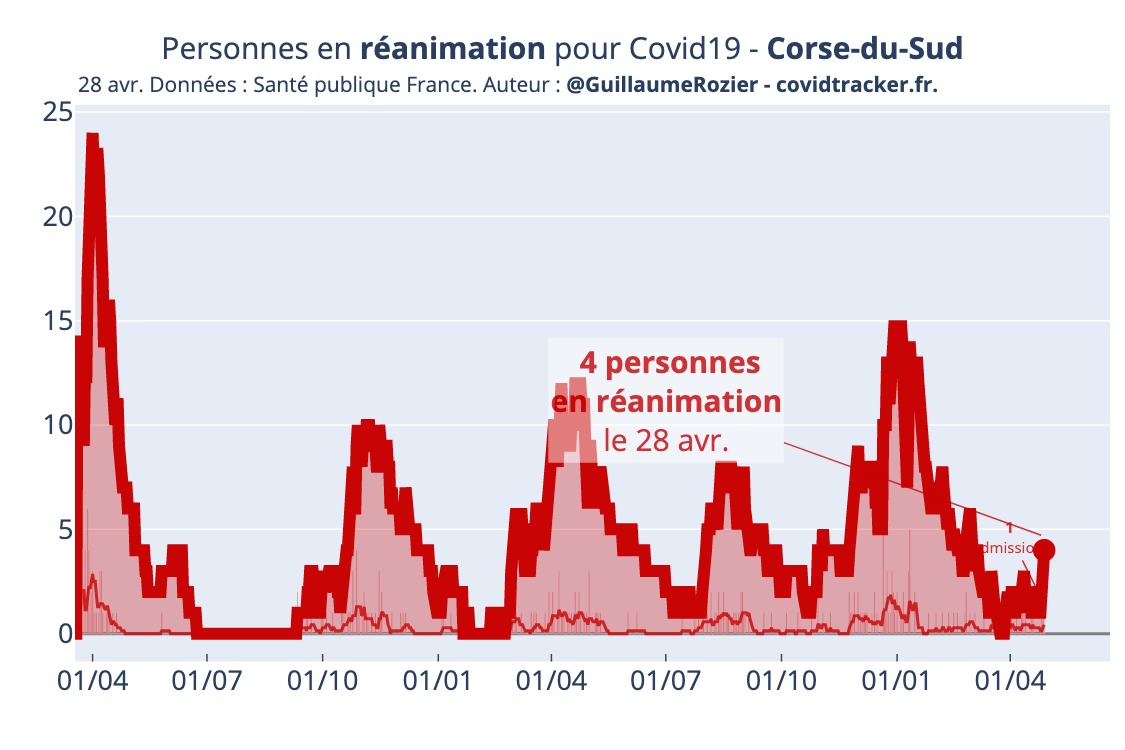 Personnes en réanimation pour Covid19 - Corse-du-Sud
28 avr. Données : Santé publique France. Auteur : @GuillaumeRozier - covidtracker.fr.
25
20
15
10
5
0
4 personnes
en réanimation
le 28 avr.
1
01/04 01/07 01/10 01/01 01/04 01/07 01/10 01/01 01/04